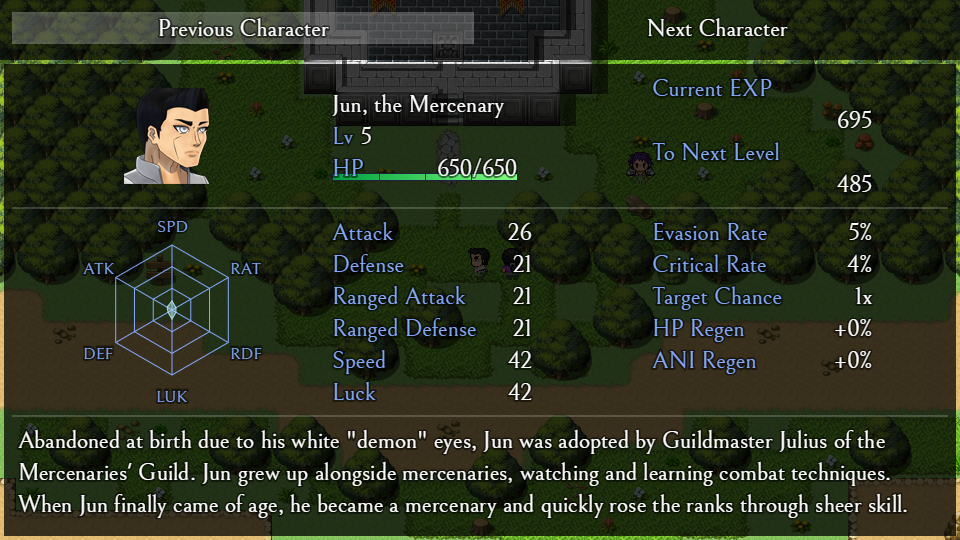 Previous Character
Next Character
Jun, the Mercenary
Lv 5
HP 650/650
Current EXP
695
To Next Level
485
SPD
ATK
RAT
DEF
RDF
LUK
Attack 26
Defense 21
Ranged Attack 21
Ranged Defense 21
Speed 42
Luck 42
Evasion Rate 5%
Critical Rate 4%
Target Chance 1x
HP Regen +0%
ANI Regen +0%
Abandoned at birth due to his white "demon" eyes, Jun was adopted by Guildmaster Julius of the
Mercenaries' Guild. Jun grew up alongside mercenaries, watching and learning combat techniques.
When Jun finally came of age, he became a mercenary and quickly rose the ranks through sheer skill.